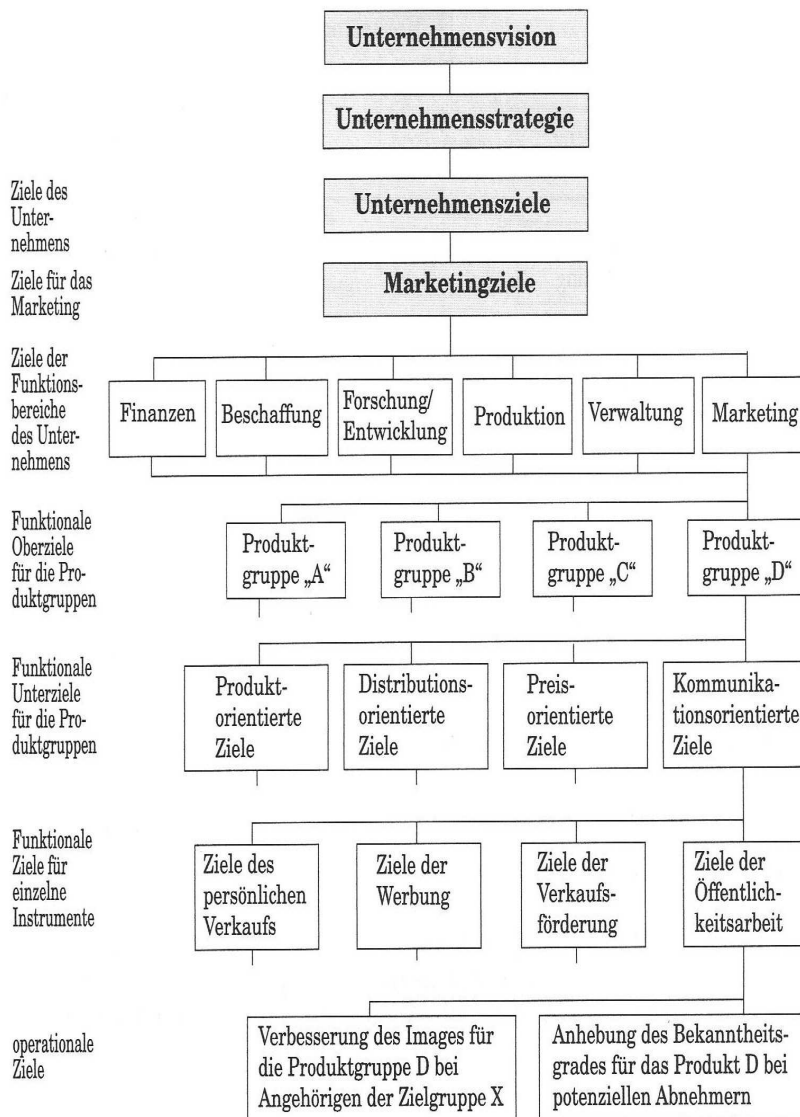 Unternehmensvision
Unternehmensstrategie
Ziele des
Unter-
nehmens
Unternehmensziele
Ziele für das
Marketing
Marketingziele
Ziele der
Funktions-
bereiche
des Unter-
nehmens
Finanzen
Beschaffung
Forschung/
Entwicklung
Produktion
Verwaltung
Marketing
Funktionale
Oberziele
für die Pro-
duktgruppen
Produkt-
gruppe „A“
Produkt-
gruppe „B“
Produkt-
gruppe „C“
Produkt-
gruppe „D“
Funktionale
Unterziele
für die Pro-
duktgruppen
Produkt-
orientierte
Ziele
Distributions-
orientierte
Ziele
Preis-
orientierte
Ziele
Kommunika-
tionsorientierte
Ziele
Funktionale
Ziele für
einzelne
Instrumente
Ziele des
persönlichen
Verkaufs
Ziele der
Werbung
Ziele der
Verkaufs-
förderung
Ziele der
Öffentlich-
keitsarbeit
operationale
Ziele
Verbesserung des Images für
die Produktgruppe D bei
Angehörigen der Zielgruppe X
Anhebung des Bekanntheits-
grades für das Produkt D bei
potenziellen Abnehmern